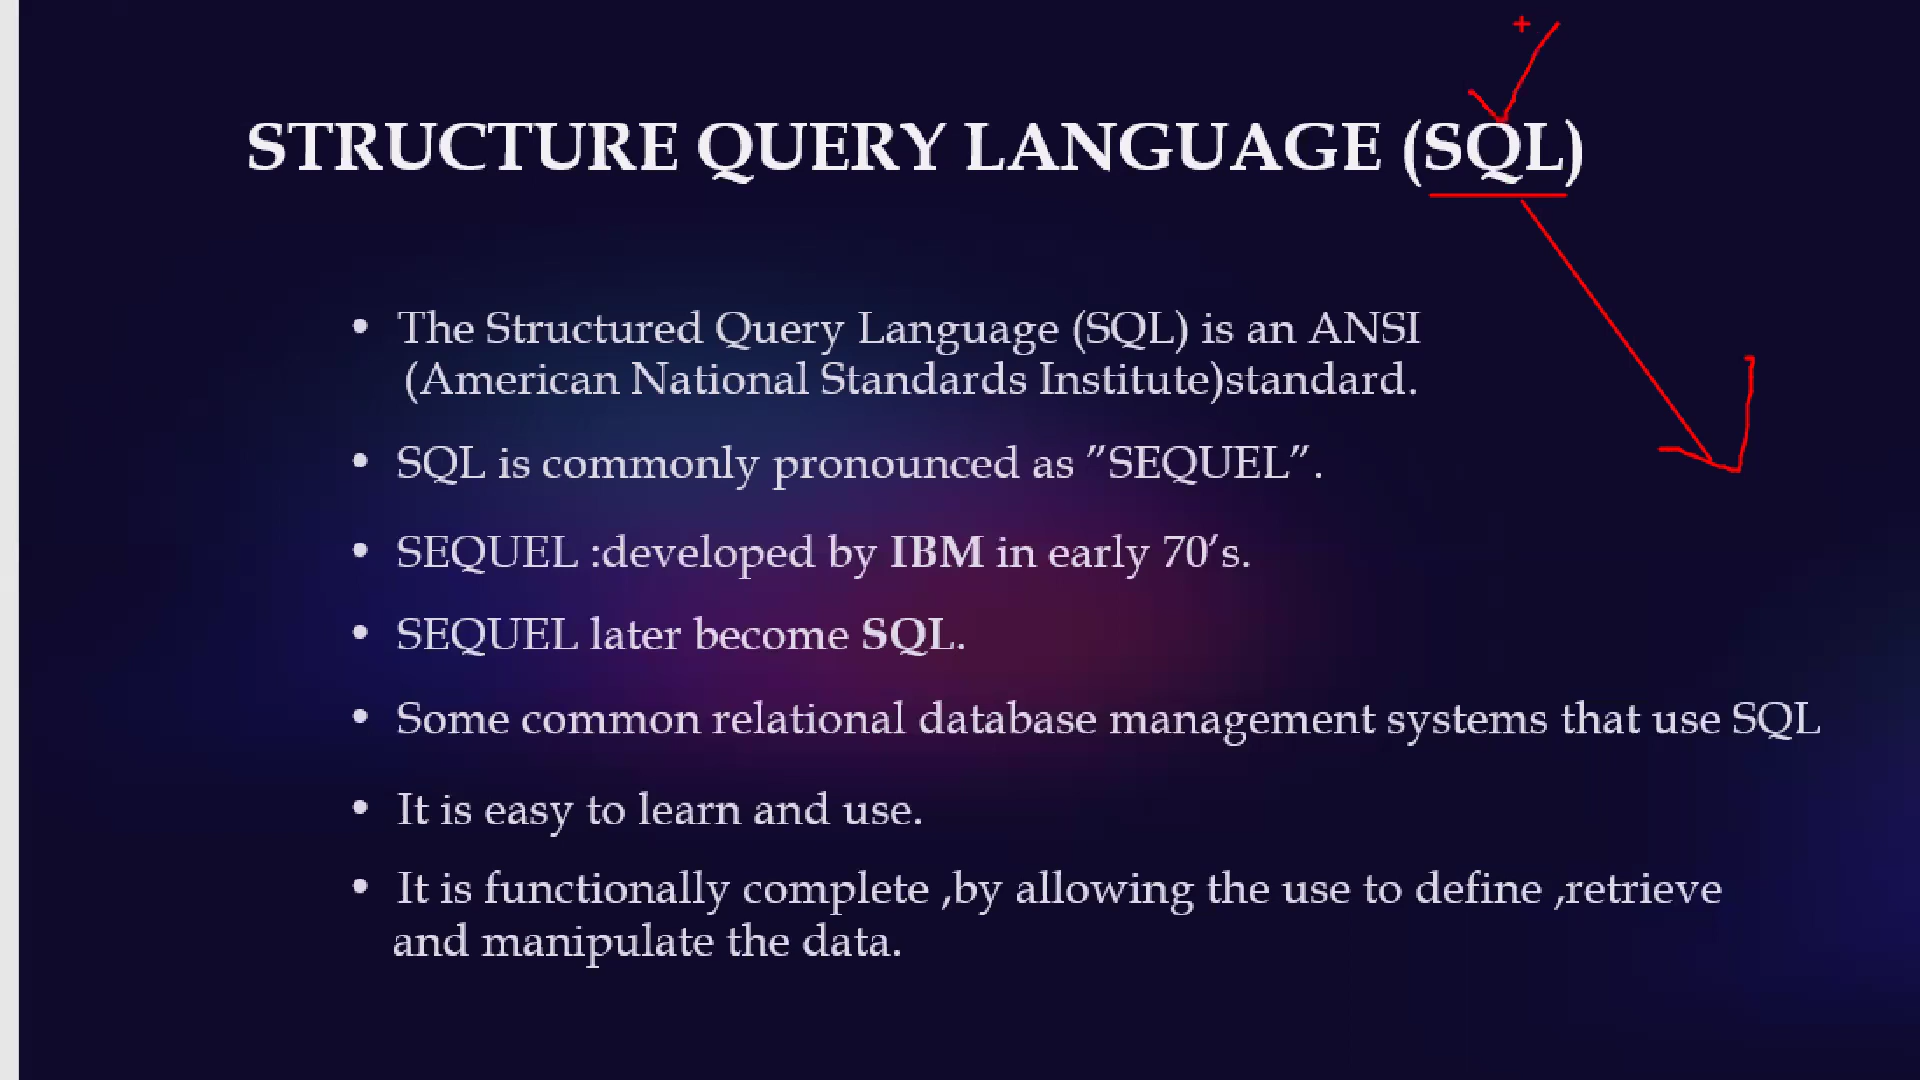 STRUCTURE QUERY LANGUAGE (SQL)
• The Structured Query Language (SQL) is an ANSI
(American National Standards Institute)standard.
• SQL is commonly pronounced as ”SEQUEL”.
• SEQUEL :developed by IBM in early 70’s.
• SEQUEL later become SQL.
• Some common relational database management systems that use SQL
• It is easy to learn and use.
• It is functionally complete ,by allowing the use to define ,retrieve
and manipulate the data.